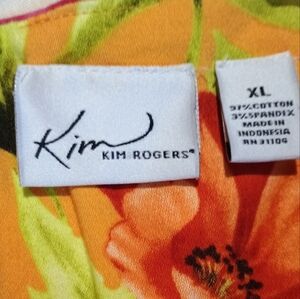 Kim
KIM ROGERS®
XL
97% COTTON
3% SPANDEX
MADE IN
INDONESIA
RN 31109